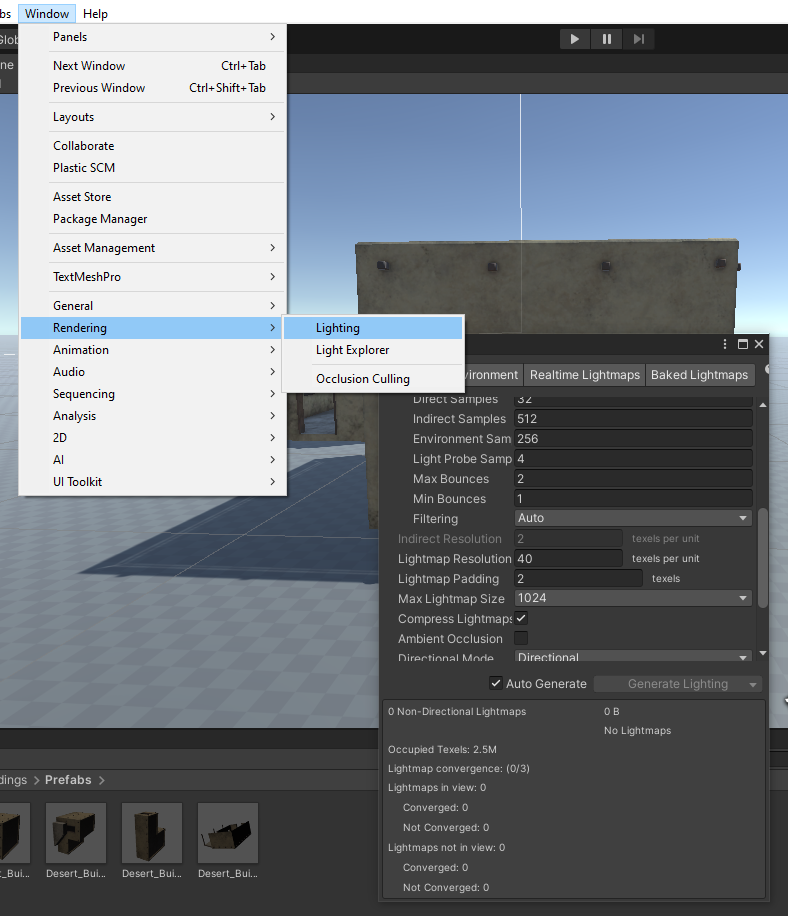 bs Window Help
Glob
Panels
ne
Next Window Ctrl+Tab
Previous Window Ctrl+Shift+Tab
Layouts
Collaborate
Plastic SCM
Asset Store
Package Manager
Asset Management
TextMeshPro
General
Rendering
Animation
Audio
Sequencing
Analysis
2D
AI
UI Toolkit
Lighting
Light Explorer
Occlusion Culling
vironment Realtime Lightmaps Baked Lightmaps
Direct Samples 32
Indirect Samples 512
Environment Sam 256
Light Probe Samp 4
Max Bounces 2
Min Bounces 1
Filtering Auto
Indirect Resolution 2 texels per unit
Lightmap Resolution 40 texels per unit
Lightmap Padding 2 texels
Max Lightmap Size 1024
Compress Lightmaps
Ambient Occlusion
Directional Mode Directional
Auto Generate Generate Lighting
0 Non-Directional Lightmaps 0 B
No Lightmaps
Occupied Texels: 2.5M
Lightmap convergence: (0/3)
Lightmaps in view: 0
Converged: 0
Not Converged: 0
Lightmaps not in view: 0
Converged: 0
Not Converged: 0
dings > Prefabs >
t_Bui... Desert_Bui... Desert_Bui... Desert_Bui...